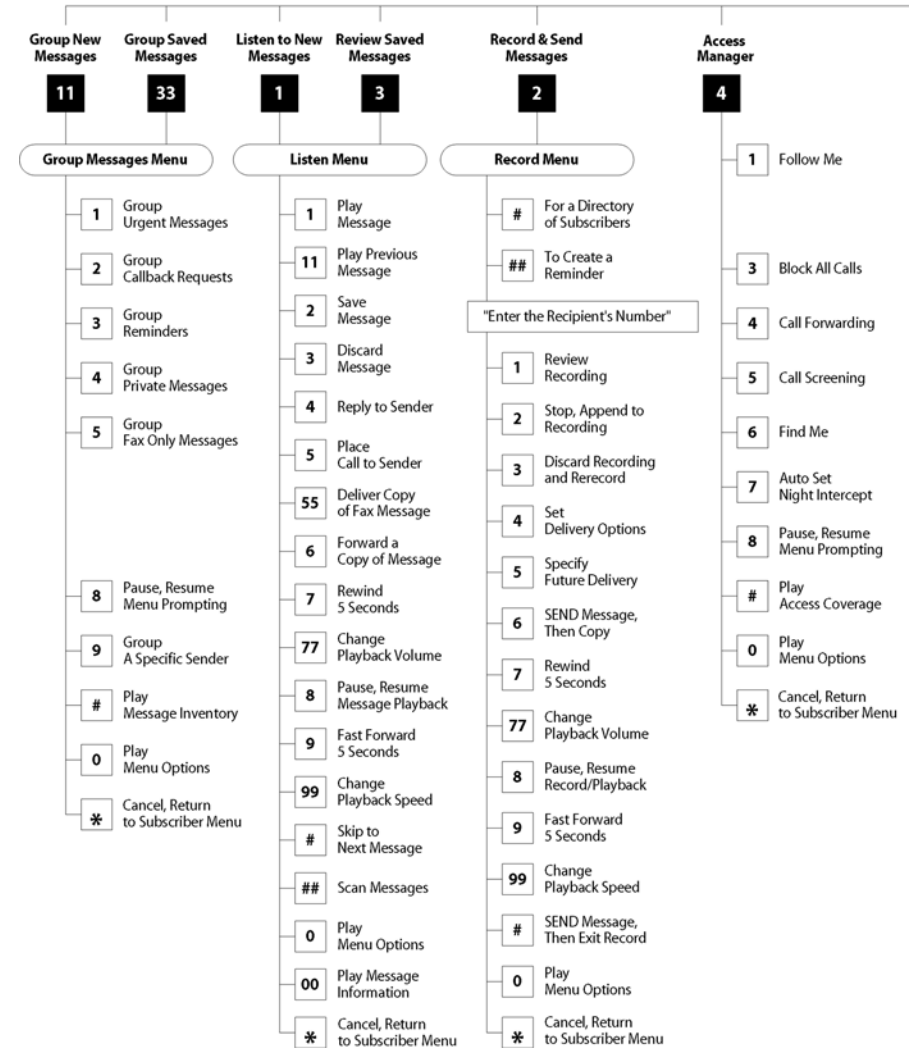 Group New
Messages
11
Group Saved
Messages
33
Listen to New
Messages
1
Review Saved
Messages
3
Record & Send
Messages
2
Access
Manager
4
Group Messages Menu
1
Group
Urgent Messages
2
Group
Callback Requests
3
Group
Reminders
4
Group
Private Messages
5
Group
Fax Only Messages
8
Pause, Resume
Menu Prompting
9
Group
A Specific Sender
#
Play
Message Inventory
0
Play
Menu Options
*
Cancel, Return
to Subscriber Menu
Listen Menu
1
Play
Message
11
Play Previous
Message
2
Save
Message
3
Discard
Message
4
Reply to Sender
5
Place
Call to Sender
55
Deliver Copy
of Fax Message
6
Forward a
Copy of Message
7
Rewind
5 Seconds
77
Change
Playback Volume
8
Pause, Resume
Message Playback
9
Fast Forward
5 Seconds
99
Change
Playback Speed
#
Skip to
Next Message
##
Scan Messages
0
Play
Menu Options
00
Play Message
Information
*
Cancel, Return
to Subscriber Menu
Record Menu
#
For a Directory
of Subscribers
##
To Create a
Reminder
"Enter the Recipient's Number"
1
Review
Recording
2
Stop, Append to
Recording
3
Discard Recording
and Rerecord
4
Set
Delivery Options
5
Specify
Future Delivery
6
SEND Message,
Then Copy
7
Rewind
5 Seconds
77
Change
Playback Volume
8
Pause, Resume
Record/Playback
9
Fast Forward
5 Seconds
99
Change
Playback Speed
#
SEND Message,
Then Exit Record
0
Play
Menu Options
*
Cancel, Return
to Subscriber Menu
1
Follow Me
3
Block All Calls
4
Call Forwarding
5
Call Screening
6
Find Me
7
Auto Set
Night Intercept
8
Pause, Resume
Menu Prompting
#
Play
Access Coverage
0
Play
Menu Options
*
Cancel, Return
to Subscriber Menu